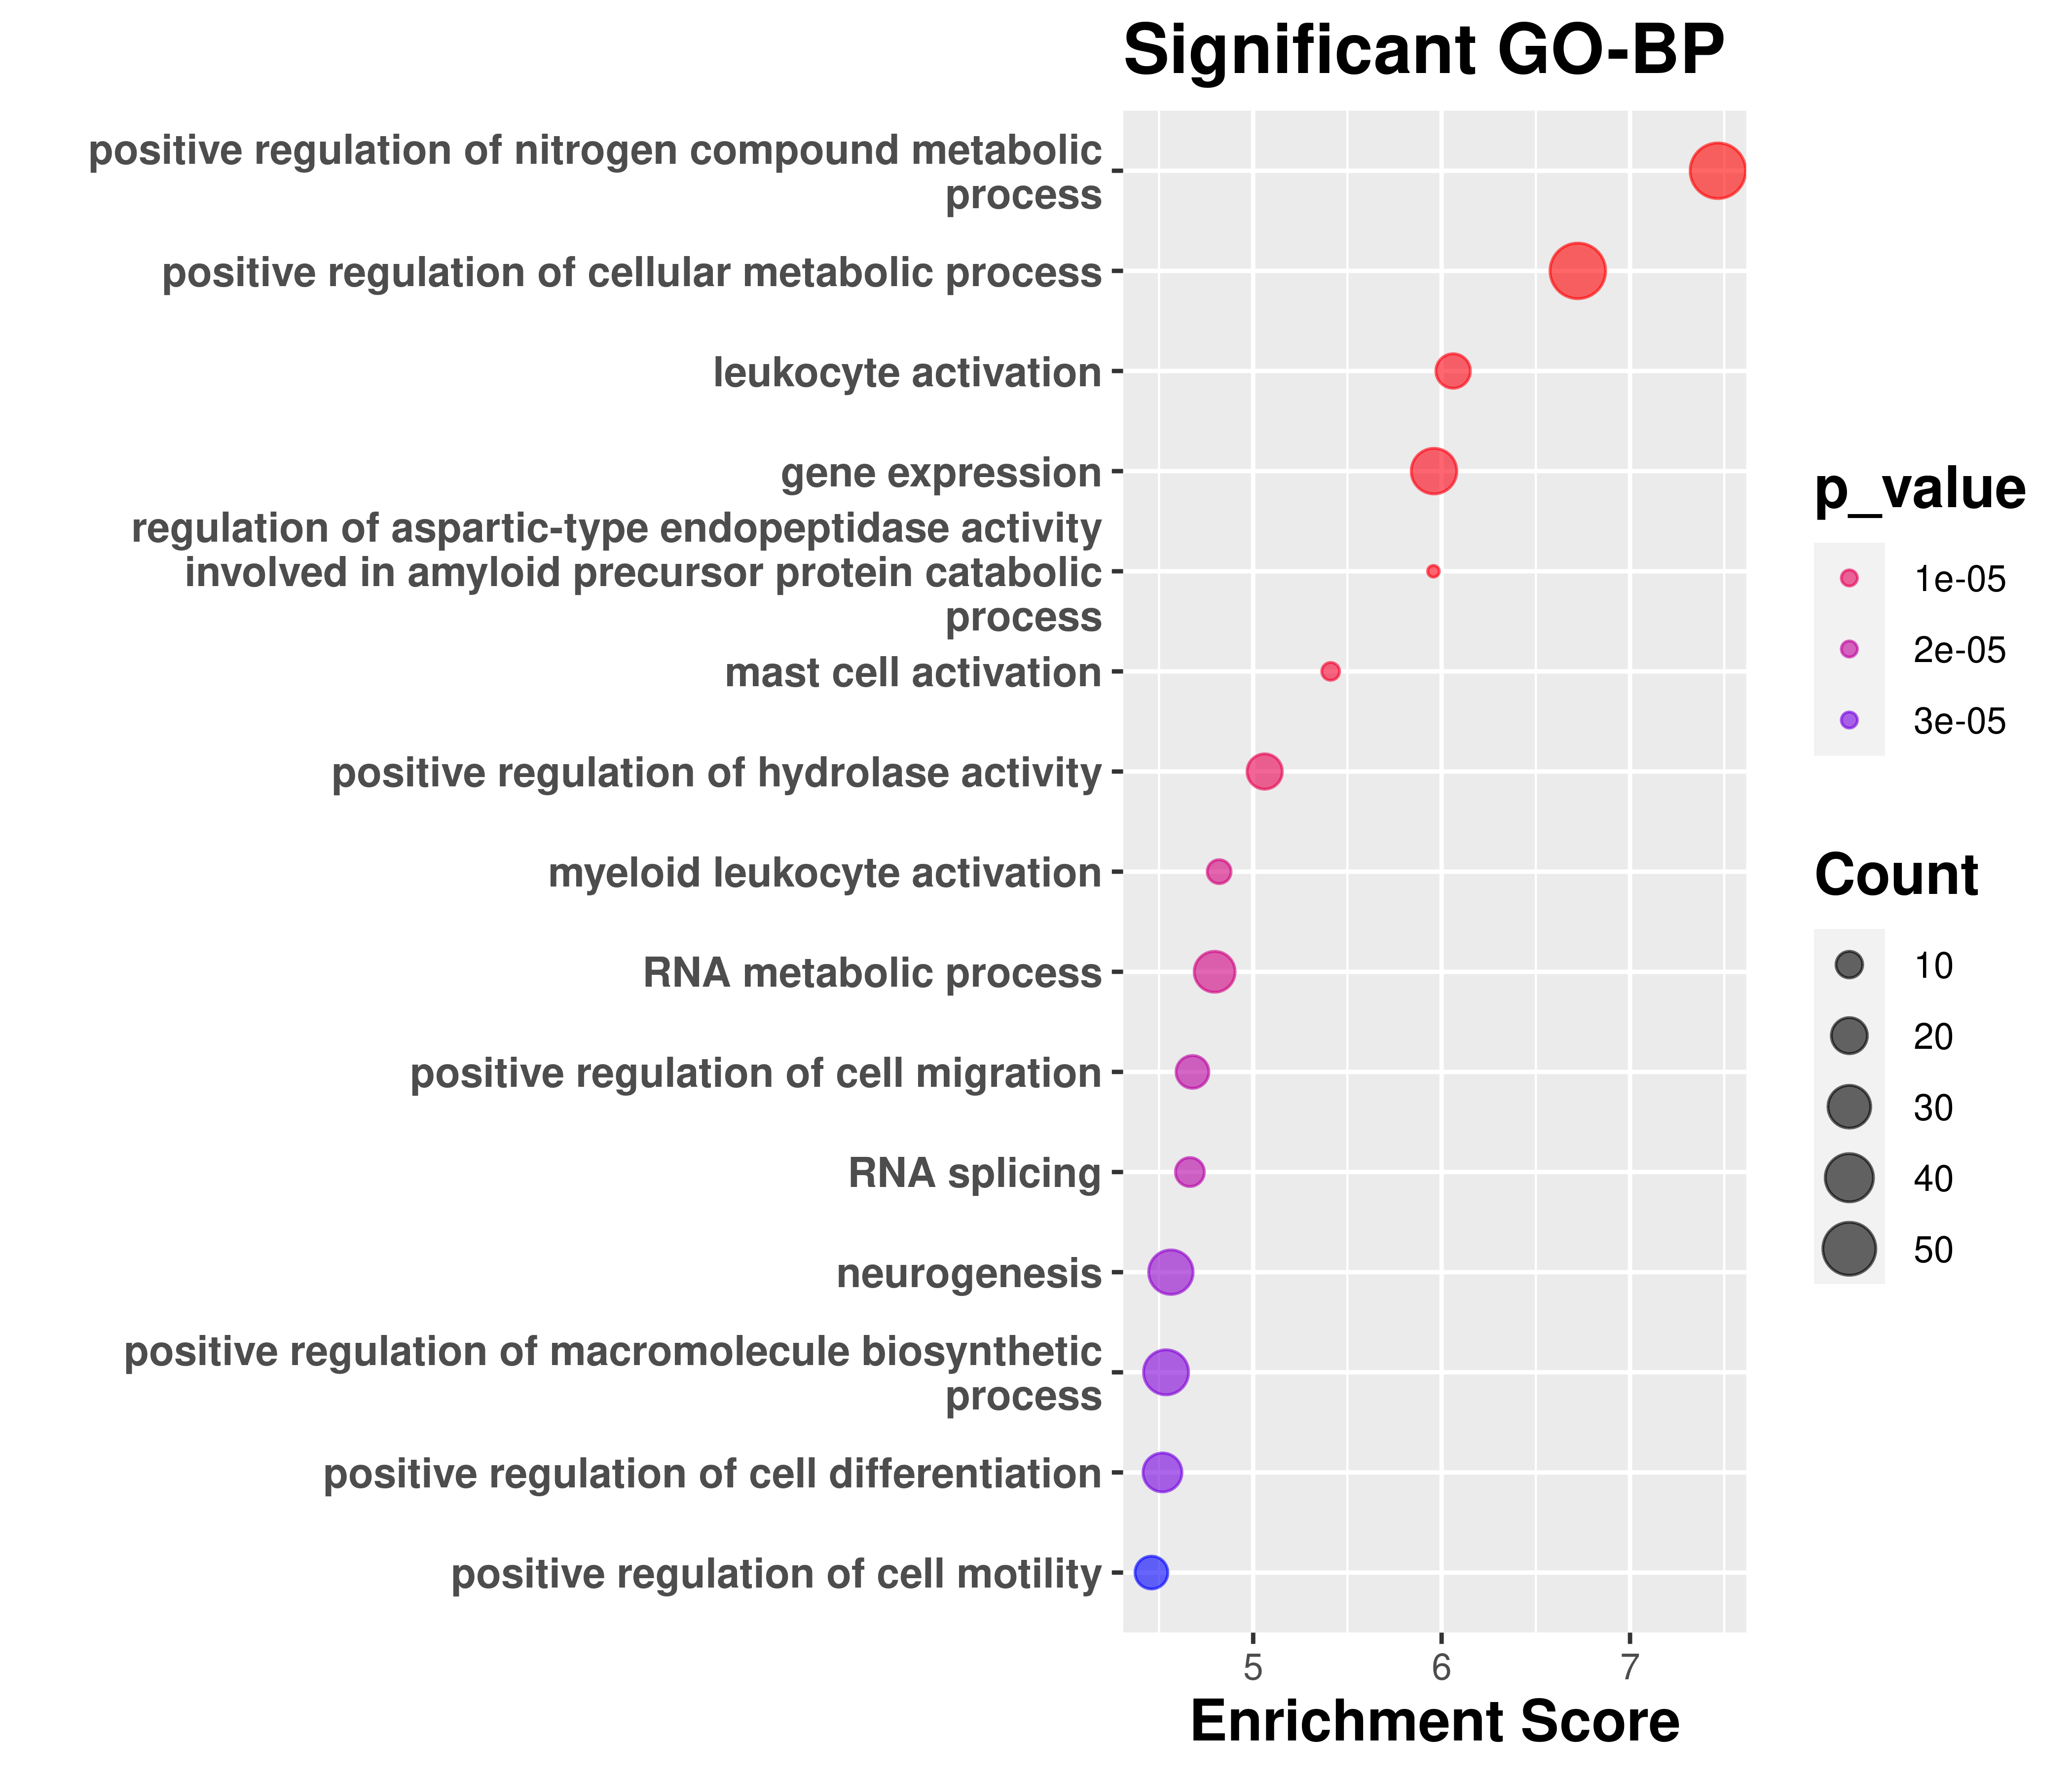 Significant GO-BP
positive regulation of nitrogen compound metabolic
process
positive regulation of cellular metabolic process
leukocyte activation
gene expression
regulation of aspartic-type endopeptidase activity
involved in amyloid precursor protein catabolic
process
mast cell activation
positive regulation of hydrolase activity
myeloid leukocyte activation
RNA metabolic process
positive regulation of cell migration
RNA splicing
neurogenesis
positive regulation of macromolecule biosynthetic
process
positive regulation of cell differentiation
positive regulation of cell motility
5 6 7
Enrichment Score
p_value
1e-05
2e-05
3e-05
Count
10
20
30
40
50